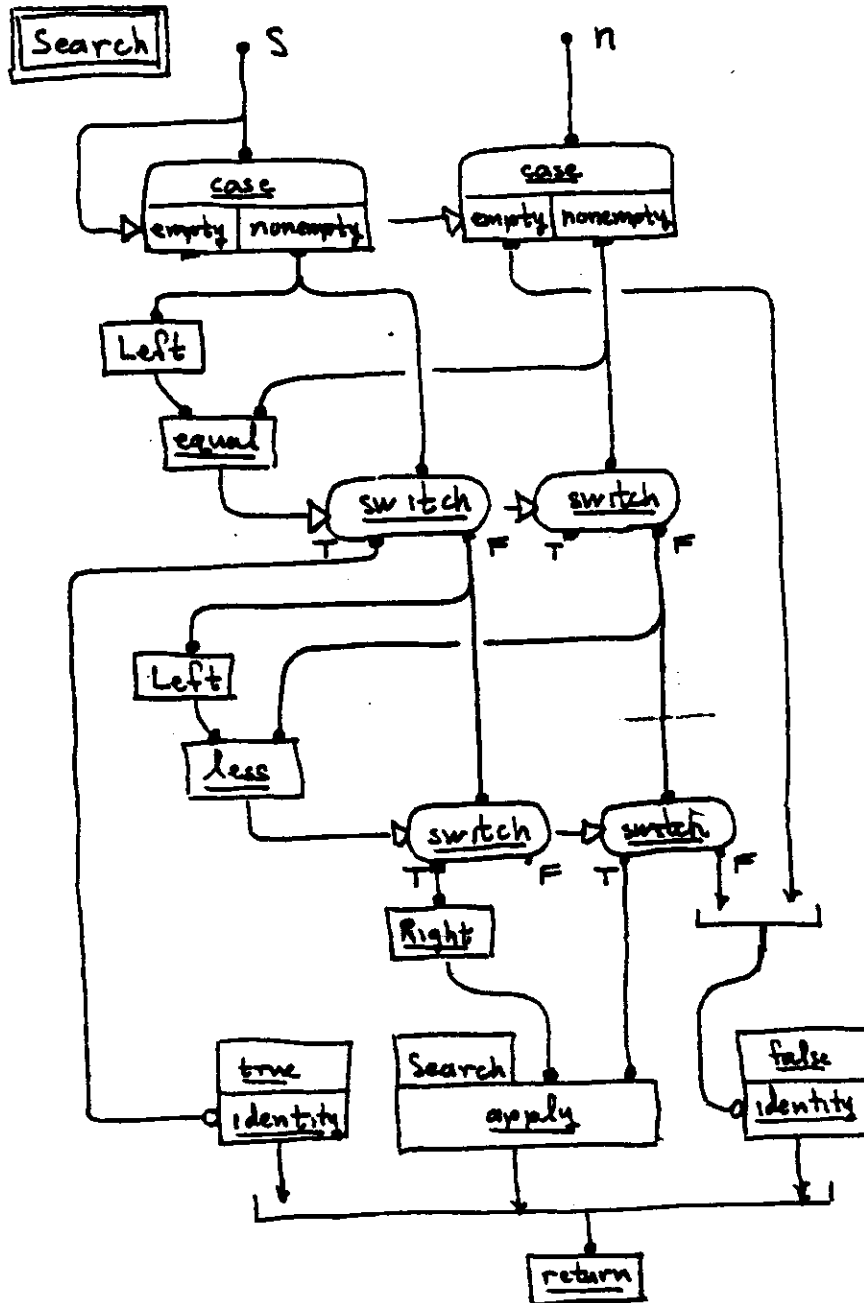 Search
S
n
case
empty nonempty
case
empty nonempty
Left
equal
switch
T F
switch
T F
Left
less
switch
T F
switch
T F
Right
true
identity
Search
apply
false
identity
return